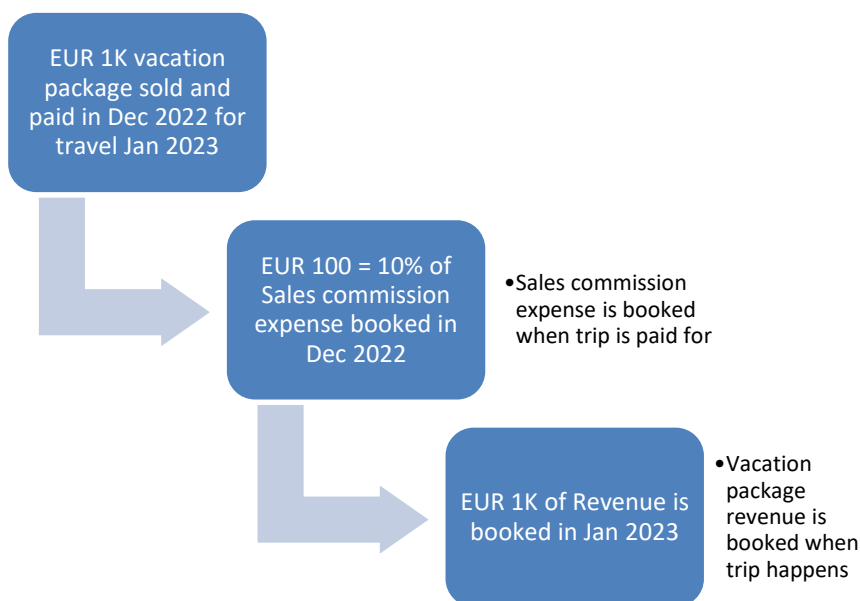 EUR 1K vacation
package sold and
paid in Dec 2022 for
travel Jan 2023
EUR 100 = 10% of
Sales commission
expense booked in
Dec 2022
•Sales commission
expense is booked
when trip is paid for
EUR 1K of Revenue is
booked in Jan 2023
•Vacation
package
revenue is
booked when
trip happens